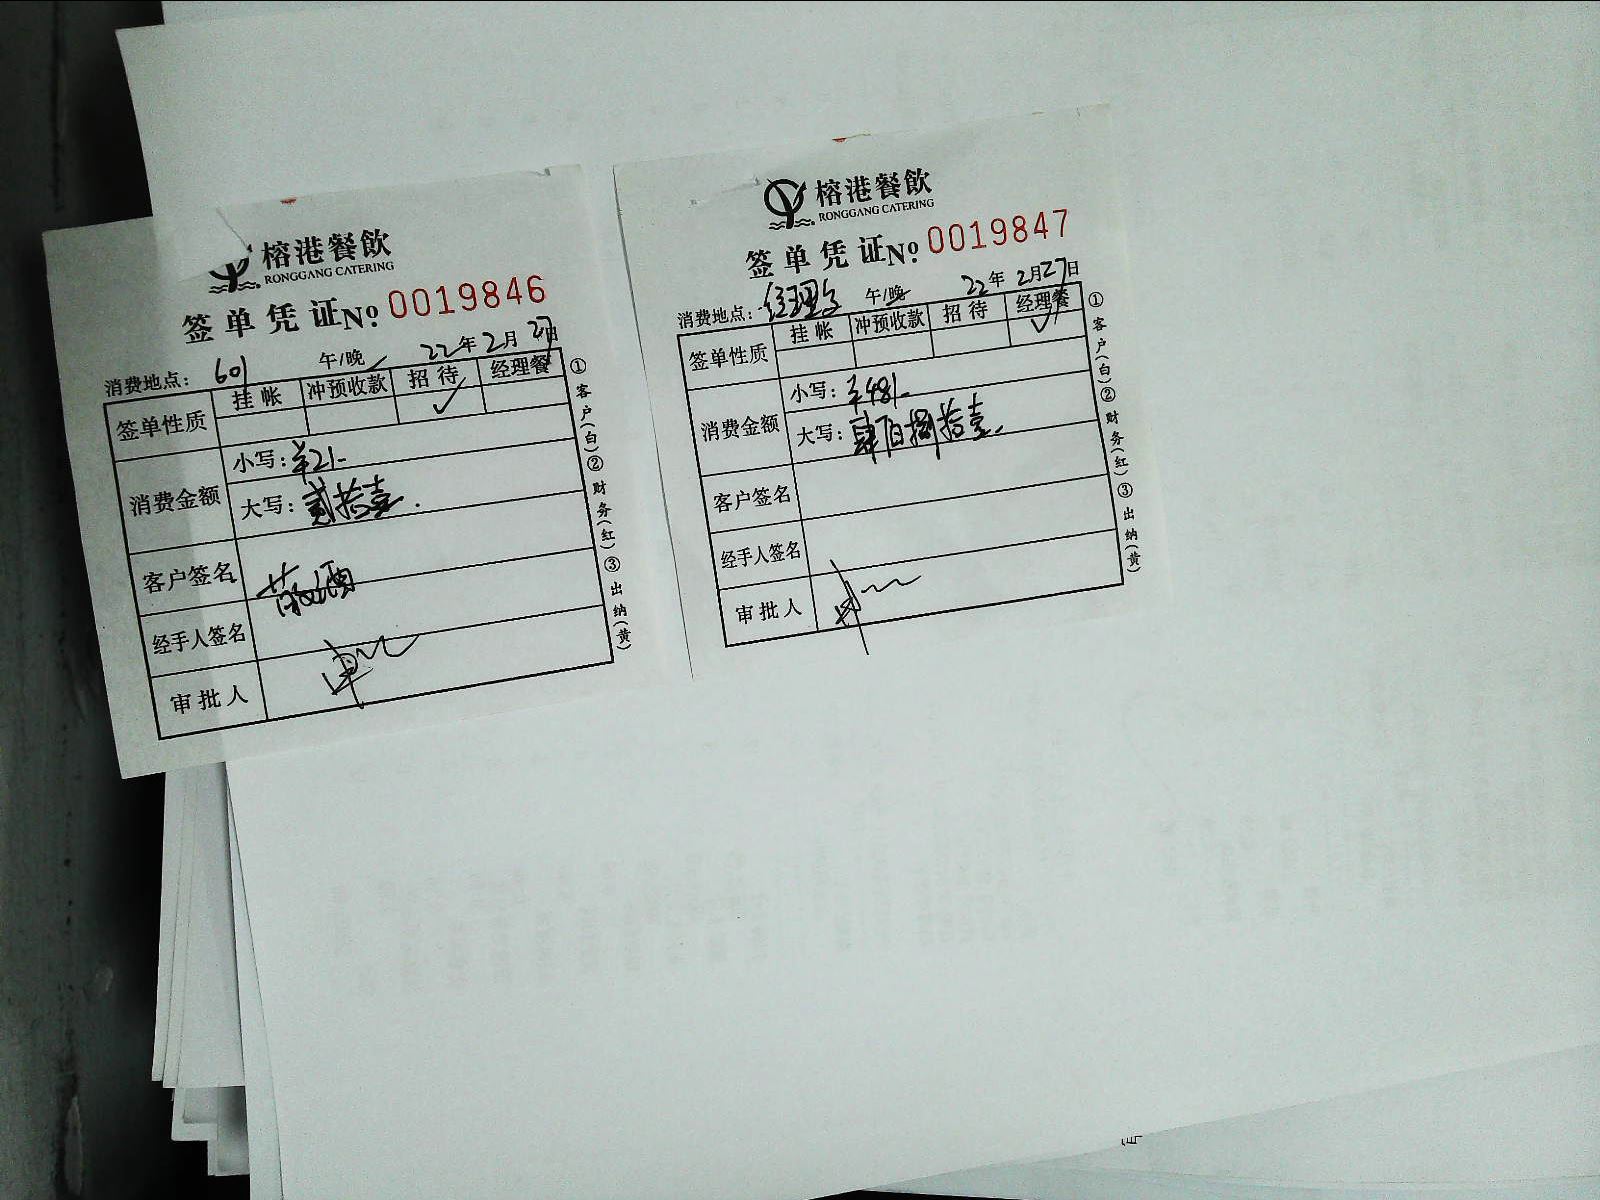 榕港餐飲
RONGGANG CATERING
签单凭证No. 0019846
消费地点: 601 午/晚 22年2月27日
签单性质 挂帐 冲预收款 招待 经理餐
✓
消费金额 小写: ¥21-
大写: 贰拾壹.
客户签名
经手人签名
审批人
①客户(白)②财务(红)③出纳(黄)
榕港餐飲
RONGGANG CATERING
签单凭证No. 0019847
消费地点: 经理 午/晚 22年2月27日
签单性质 挂帐 冲预收款 招待 经理餐
✓
消费金额 小写: ¥481-
大写: 肆百捌拾壹.
客户签名
经手人签名
审批人
①客户(白)②财务(红)③出纳(黄)